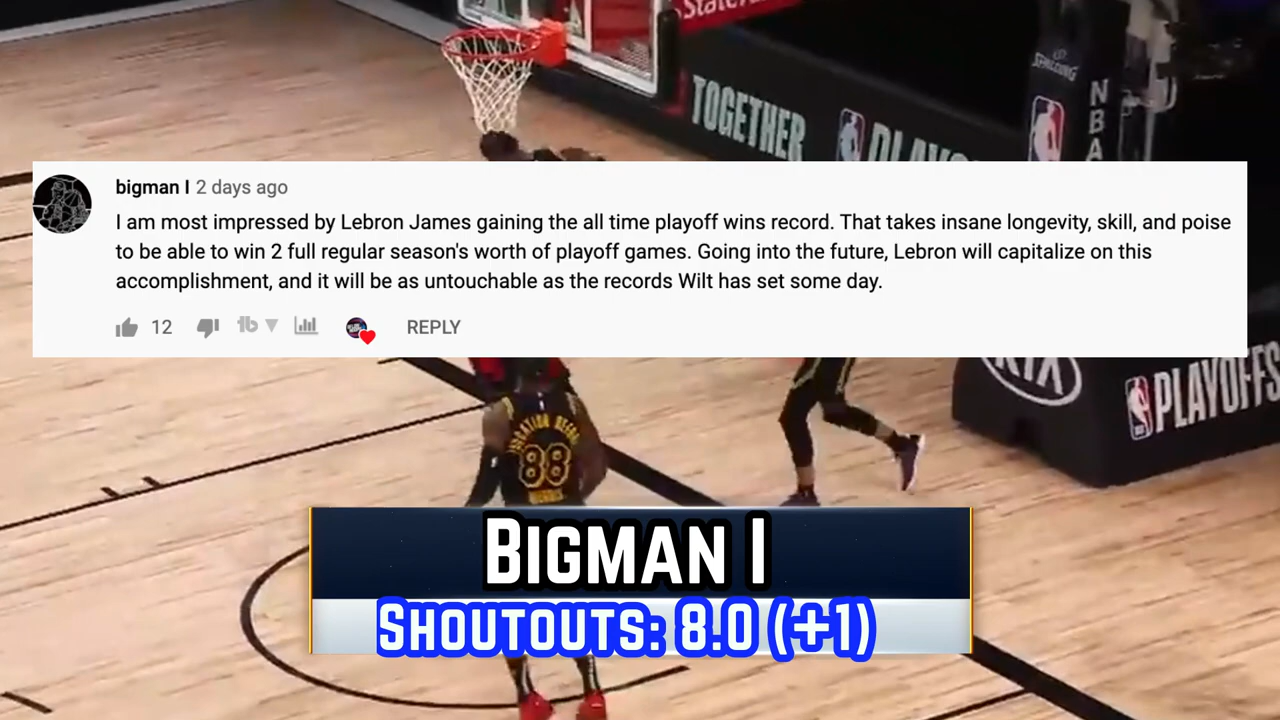 State
SPALDING
TOGETHER
NBA
bigman I 2 days ago
I am most impressed by Lebron James gaining the all time playoff wins record. That takes insane longevity, skill, and poise
to be able to win 2 full regular season's worth of playoff games. Going into the future, Lebron will capitalize on this
accomplishment, and it will be as untouchable as the records Wilt has set some day.
12
REPLY
KIA
PLAYOFFS
88
BIGMAN I
SHOUTOUTS: 8.0 (+1)